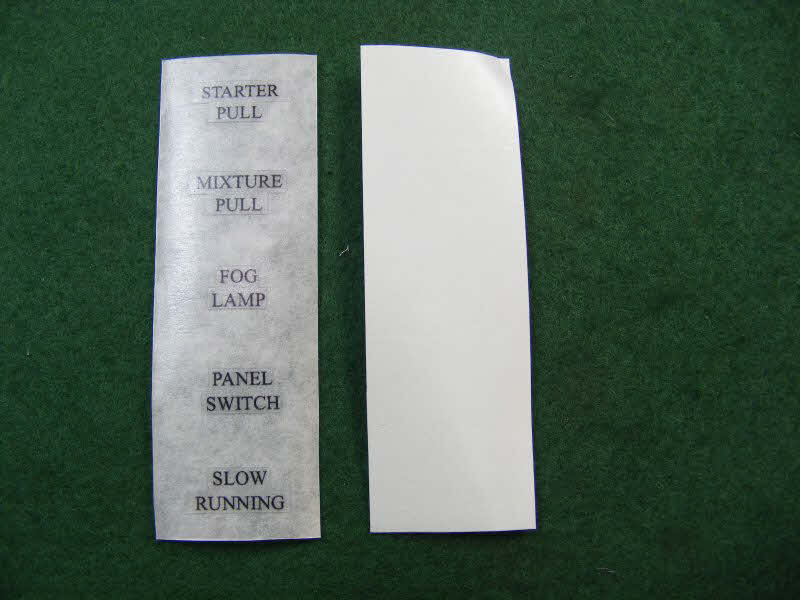 STARTER
PULL
MIXTURE
PULL
FOG
LAMP
PANEL
SWITCH
SLOW
RUNNING